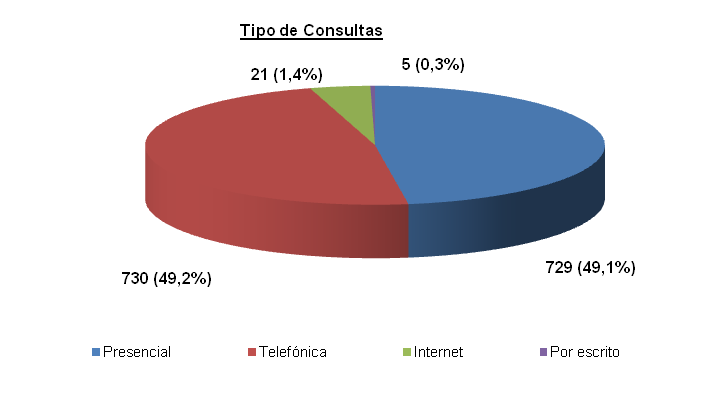 Tipo de Consultas
5 (0,3%)
21 (1,4%)
729 (49,1%)
730 (49,2%)
Presencial
Telefónica
Internet
Por escrito